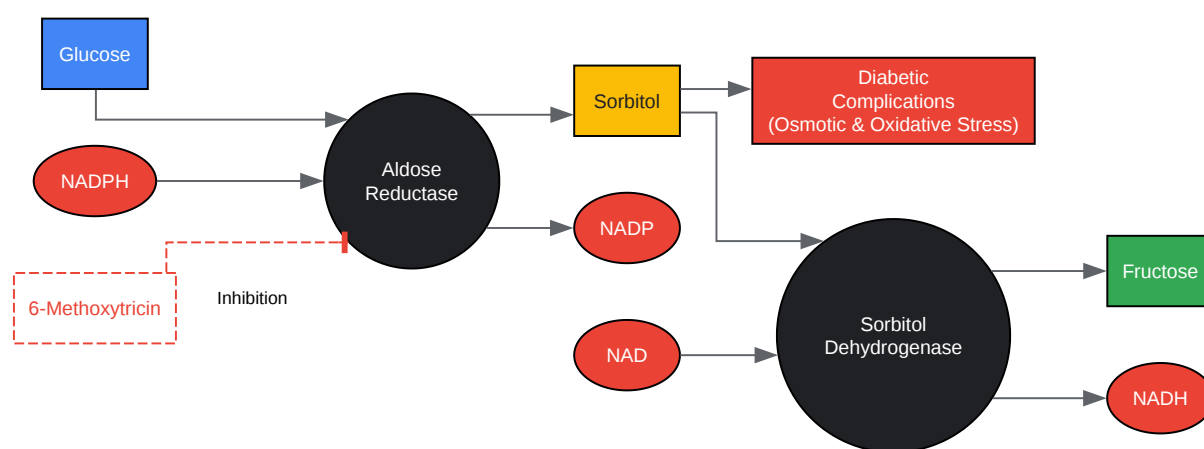 Glucose
NADPH
6-Methoxytricin
Inhibition
Aldose
Reductase
Sorbitol
NADP
Diabetic
Complications
(Osmotic & Oxidative Stress)
NAD
Sorbitol
Dehydrogenase
Fructose
NADH